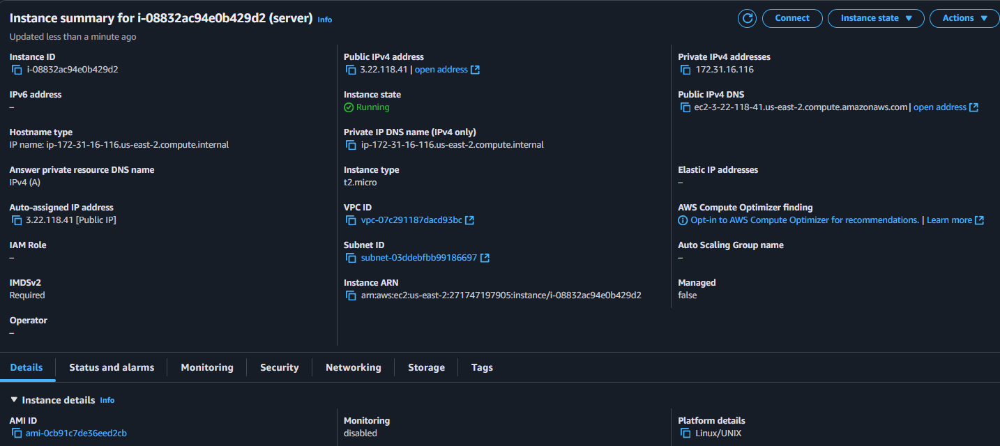 Instance summary for i-08832ac94e0b429d2 (server) Info
Connect
Instance state
Actions
Updated less than a minute ago
Instance ID
i-08832ac94e0b429d2
Public IPv4 address
3.22.118.41 | open address
Private IPv4 addresses
172.31.16.116
IPv6 address
–
Instance state
Running
Public IPv4 DNS
ec2-3-22-118-41.us-east-2.compute.amazonaws.com | open address
Hostname type
IP name: ip-172-31-16-116.us-east-2.compute.internal
Private IP DNS name (IPv4 only)
ip-172-31-16-116.us-east-2.compute.internal
Answer private resource DNS name
IPv4 (A)
Instance type
t2.micro
Elastic IP addresses
–
Auto-assigned IP address
3.22.118.41 [Public IP]
VPC ID
vpc-07c291187dacd93bc
AWS Compute Optimizer finding
Opt-in to AWS Compute Optimizer for recommendations. | Learn more
IAM Role
–
Subnet ID
subnet-03ddebfbb99186697
Auto Scaling Group name
–
IMDSv2
Required
Instance ARN
arn:aws:ec2:us-east-2:271747197905:instance/i-08832ac94e0b429d2
Managed
false
Operator
–
Details
Status and alarms
Monitoring
Security
Networking
Storage
Tags
Instance details Info
AMI ID
ami-0cb91c7de36eed2cb
Monitoring
disabled
Platform details
Linux/UNIX